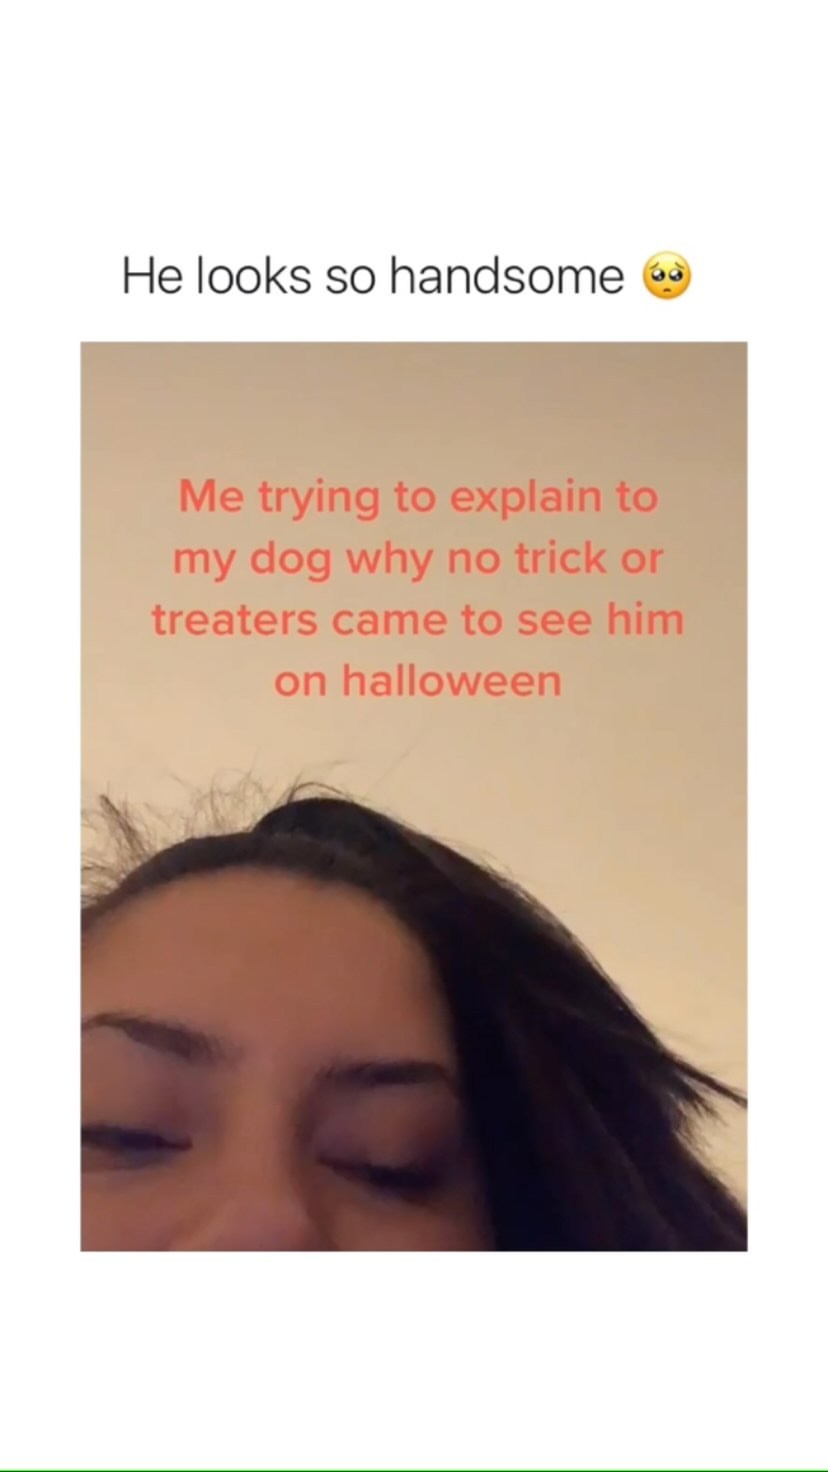 He looks so handsome 🥺
Me trying to explain to
my dog why no trick or
treaters came to see him
on halloween